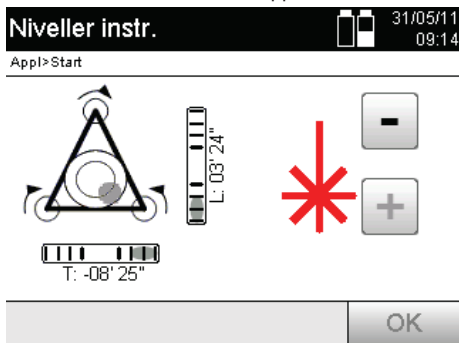 Niveller instr.
31/05/11
09:14
Appl>Start
L: 03' 24"
T: -08' 25"
-
+
OK